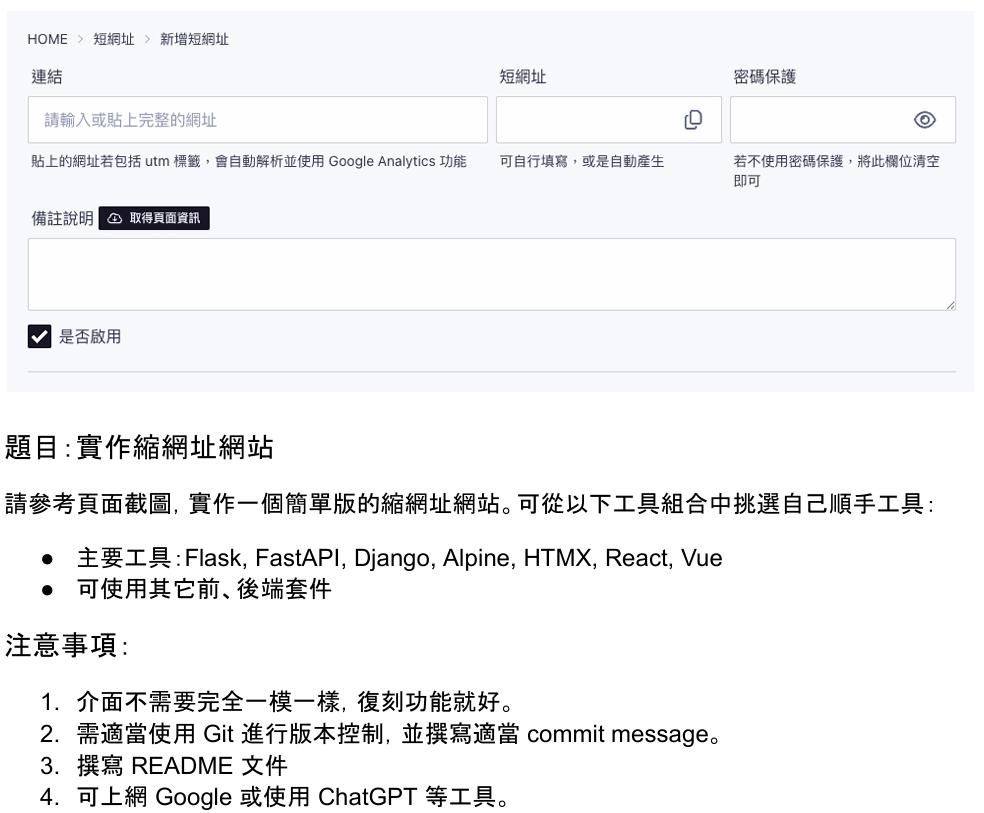 HOME > 短網址 > 新增短網址
連結 短網址 密碼保護
請輸入或貼上完整的網址
貼上的網址若包括 utm 標籤，會自動解析並使用 Google Analytics 功能
可自行填寫，或是自動產生
若不使用密碼保護，將此欄位清空
即可
備註說明 取得頁面資訊
是否啟用
題目：實作縮網址網站
請參考頁面截圖，實作一個簡單版的縮網址網站。可從以下工具組合中挑選自己順手工具：
● 主要工具：Flask, FastAPI, Django, Alpine, HTMX, React, Vue
● 可使用其它前、後端套件
注意事項：
1. 介面不需要完全一模一樣，復刻功能就好。
2. 需適當使用 Git 進行版本控制，並撰寫適當 commit message。
3. 撰寫 README 文件
4. 可上網 Google 或使用 ChatGPT 等工具。